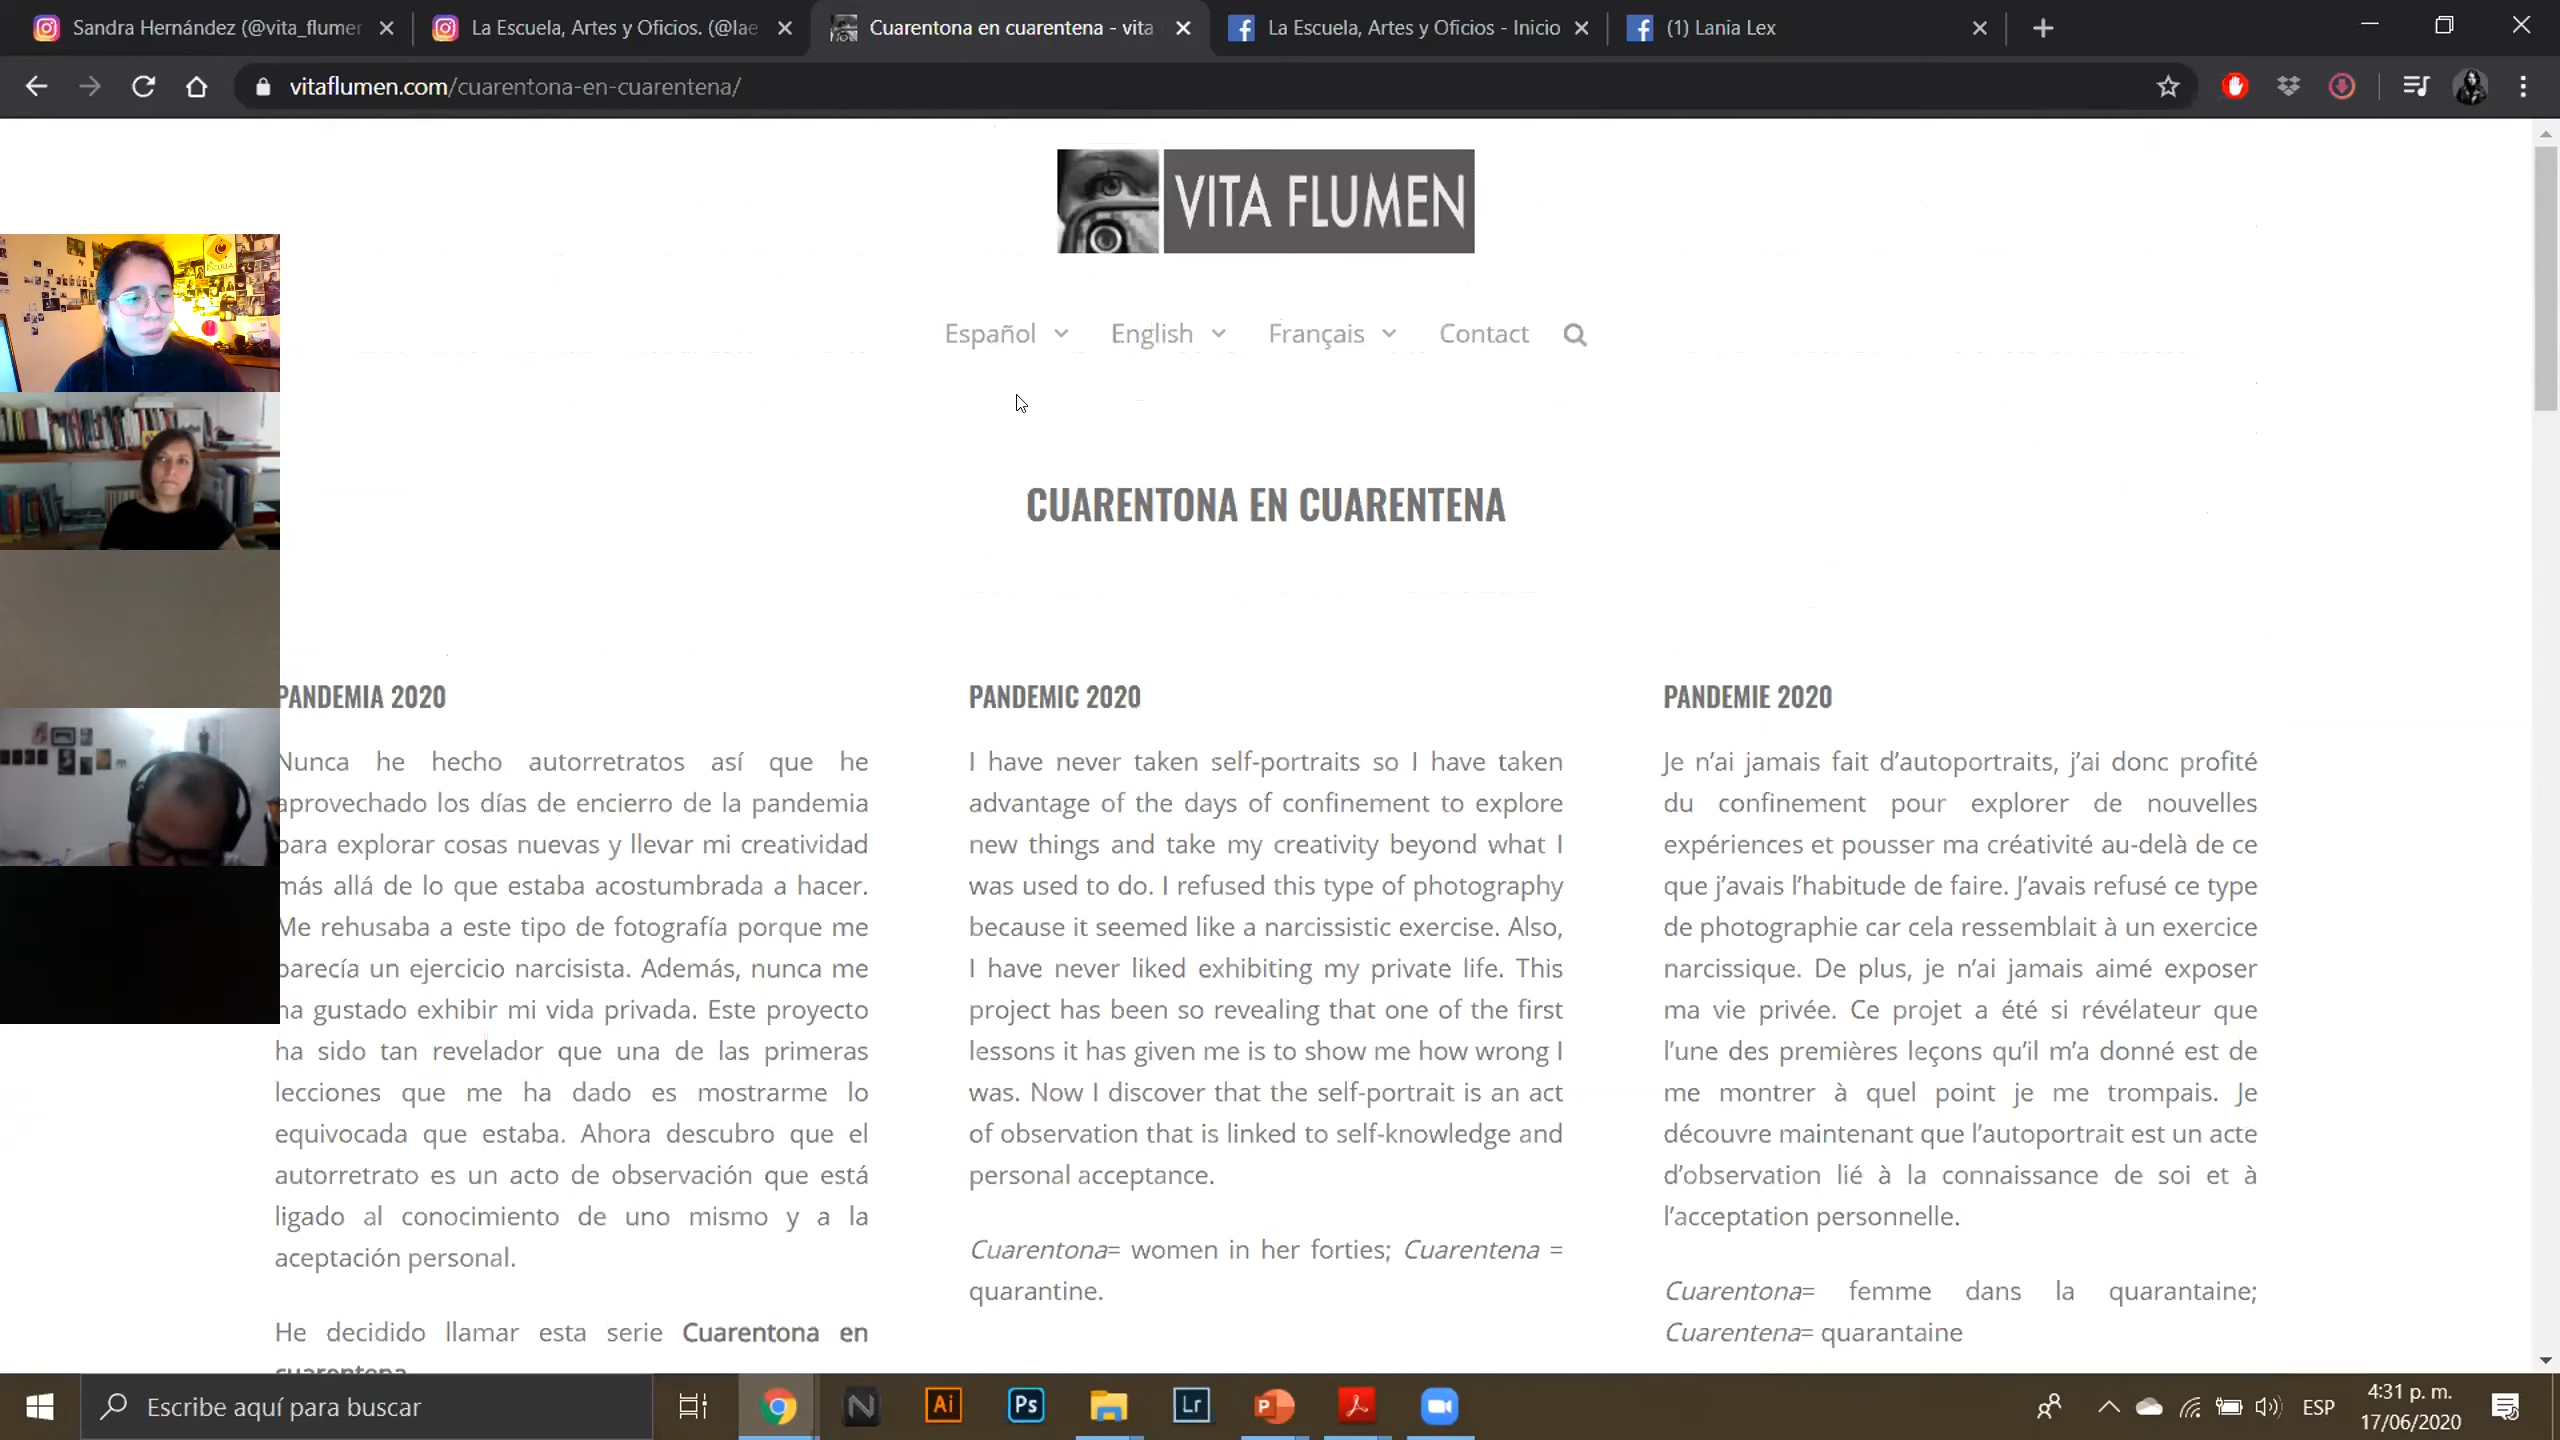 Sandra Hernández (@vita_flumen
La Escuela, Artes y Oficios. (@lae
Cuarentona en cuarentena - vita
La Escuela, Artes y Oficios - Inicio
(1) Lania Lex
vitaflumen.com/cuarentona-en-cuarentena/
VITA FLUMEN
Español
English
Français
Contact
CUARENTONA EN CUARENTENA
PANDEMIA 2020
Nunca he hecho autorretratos así que he
aprovechado los días de encierro de la pandemia
para explorar cosas nuevas y llevar mi creatividad
más allá de lo que estaba acostumbrada a hacer.
Me rehusaba a este tipo de fotografía porque me
parecía un ejercicio narcisista. Además, nunca me
ha gustado exhibir mi vida privada. Este proyecto
ha sido tan revelador que una de las primeras
lecciones que me ha dado es mostrarme lo
equivocada que estaba. Ahora descubro que el
autorretrato es un acto de observación que está
ligado al conocimiento de uno mismo y a la
aceptación personal.
He decidido llamar esta serie Cuarentona en
cuarentena
PANDEMIC 2020
I have never taken self-portraits so I have taken
advantage of the days of confinement to explore
new things and take my creativity beyond what I
was used to do. I refused this type of photography
because it seemed like a narcissistic exercise. Also,
I have never liked exhibiting my private life. This
project has been so revealing that one of the first
lessons it has given me is to show me how wrong I
was. Now I discover that the self-portrait is an act
of observation that is linked to self-knowledge and
personal acceptance.
Cuarentona= women in her forties; Cuarentena =
quarantine.
PANDEMIE 2020
Je n’ai jamais fait d’autoportraits, j’ai donc profité
du confinement pour explorer de nouvelles
expériences et pousser ma créativité au-delà de ce
que j’avais l’habitude de faire. J’avais refusé ce type
de photographie car cela ressemblait à un exercice
narcissique. De plus, je n’ai jamais aimé exposer
ma vie privée. Ce projet a été si révélateur que
l’une des premières leçons qu’il m’a donné est de
me montrer à quel point je me trompais. Je
découvre maintenant que l’autoportrait est un acte
d’observation lié à la connaissance de soi et à
l’acceptation personnelle.
Cuarentona= femme dans la quarantaine;
Cuarentena= quarantaine
Escribe aquí para buscar
N
Ai
Ps
Lr
P
ESP
4:31 p. m.
17/06/2020